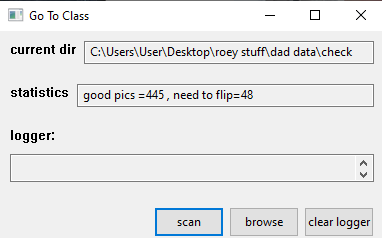 Go To Class
current dir C:\Users\User\Desktop\roey stuff\dad data\check
statistics good pics =445 , need to flip=48
logger:
scan browse clear logger